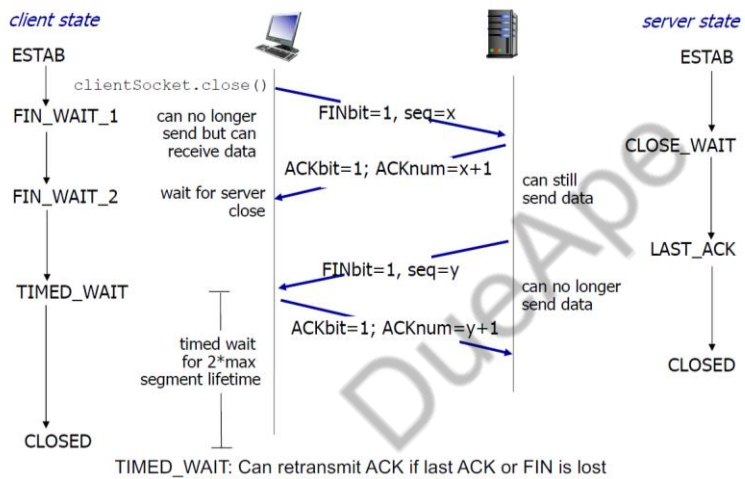 client state
server state
ESTAB
ESTAB
clientSocket.close()
FIN_WAIT_1
can no longer
send but can
receive data
FINbit=1, seq=x
CLOSE_WAIT
ACKbit=1; ACKnum=x+1
FIN_WAIT_2
wait for server
close
can still
send data
LAST_ACK
FINbit=1, seq=y
TIMED_WAIT
can no longer
send data
ACKbit=1; ACKnum=y+1
timed wait
for 2*max
segment lifetime
CLOSED
CLOSED
TIMED_WAIT: Can retransmit ACK if last ACK or FIN is lost
DueApe